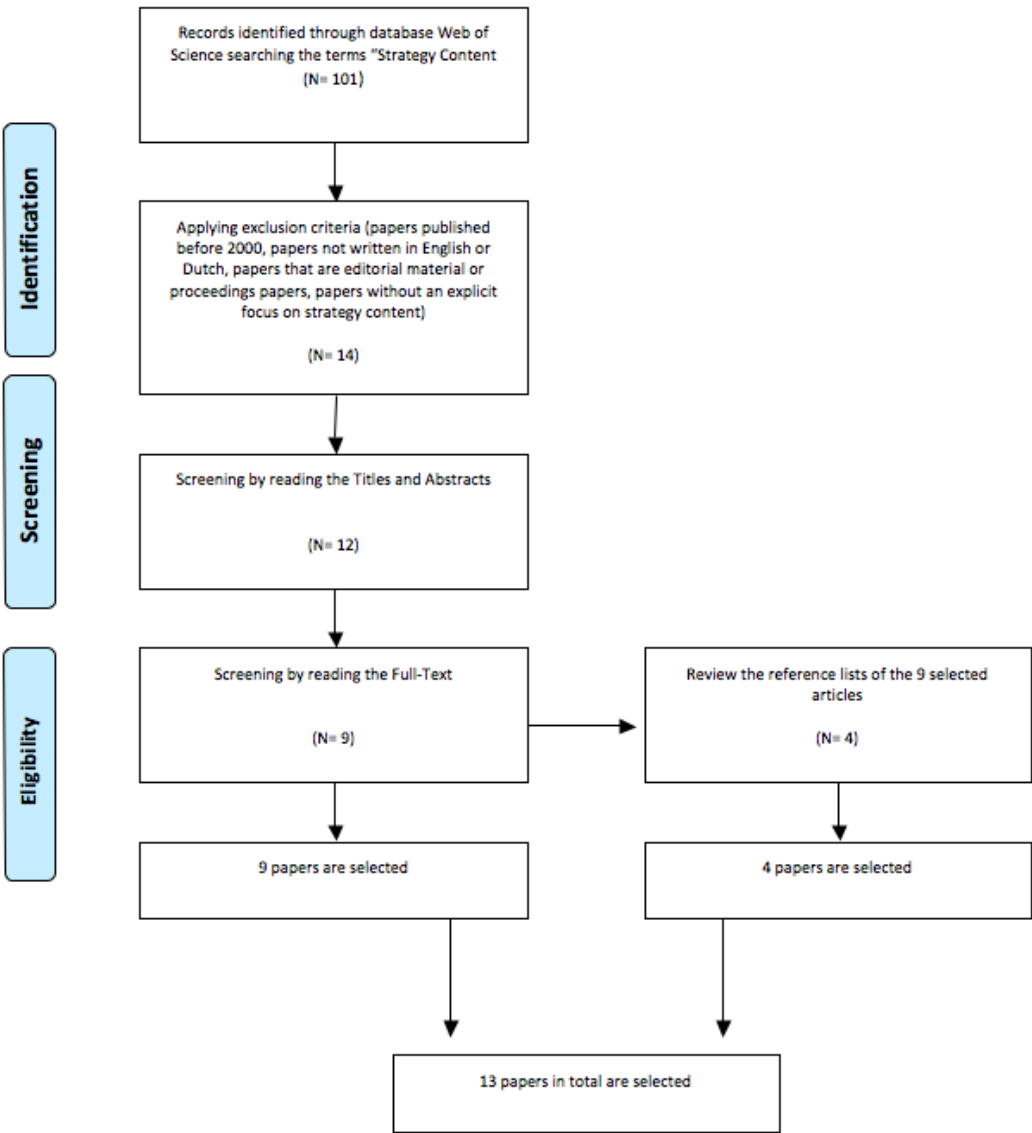 Records identified through database Web of
Science searching the terms "Strategy Content
(N= 101)
Identification
Applying exclusion criteria (papers published
before 2000, papers not written in English or
Dutch, papers that are editorial material or
proceedings papers, papers without an explicit
focus on strategy content)
(N= 14)
Screening
Screening by reading the Titles and Abstracts
(N= 12)
Eligibility
Screening by reading the Full-Text
(N= 9)
Review the reference lists of the 9 selected
articles
(N= 4)
9 papers are selected
4 papers are selected
13 papers in total are selected